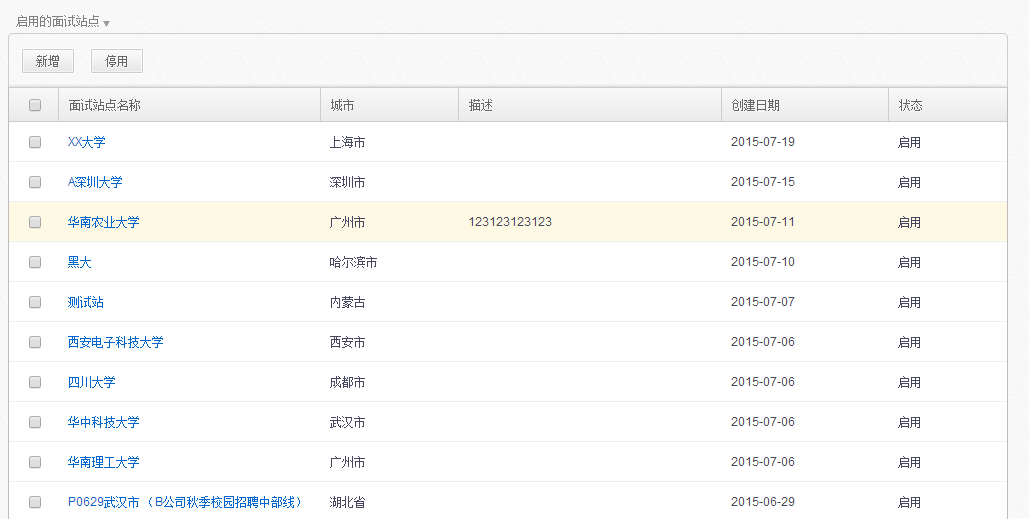 启用的面试站点
新增 停用
面试站点名称 城市 描述 创建日期 状态
XX大学 上海市 2015-07-19 启用
A深圳大学 深圳市 2015-07-15 启用
华南农业大学 广州市 123123123123 2015-07-11 启用
黑大 哈尔滨市 2015-07-10 启用
测试站 内蒙古 2015-07-07 启用
西安电子科技大学 西安市 2015-07-06 启用
四川大学 成都市 2015-07-06 启用
华中科技大学 武汉市 2015-07-06 启用
华南理工大学 广州市 2015-07-06 启用
P0629武汉市（B公司秋季校园招聘中部线） 湖北省 2015-06-29 启用